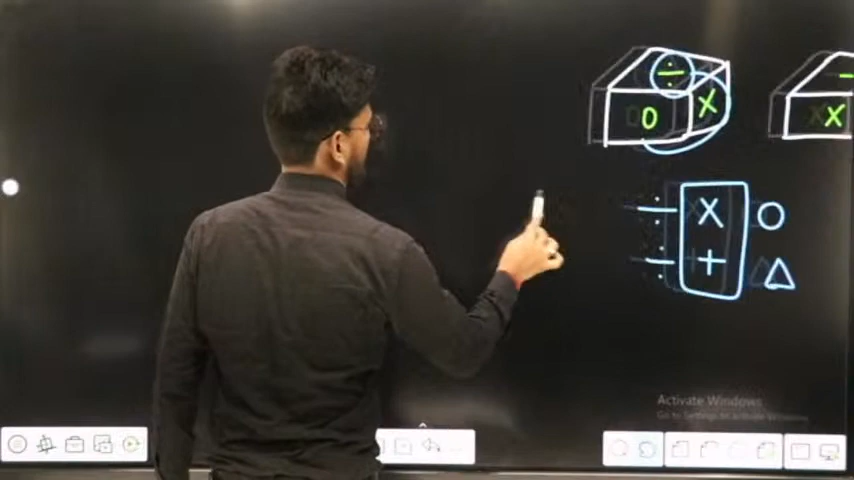 ÷
O X
÷
X
÷ X O
÷ + △
Activate Windows
Go to Settings to activate Windows.